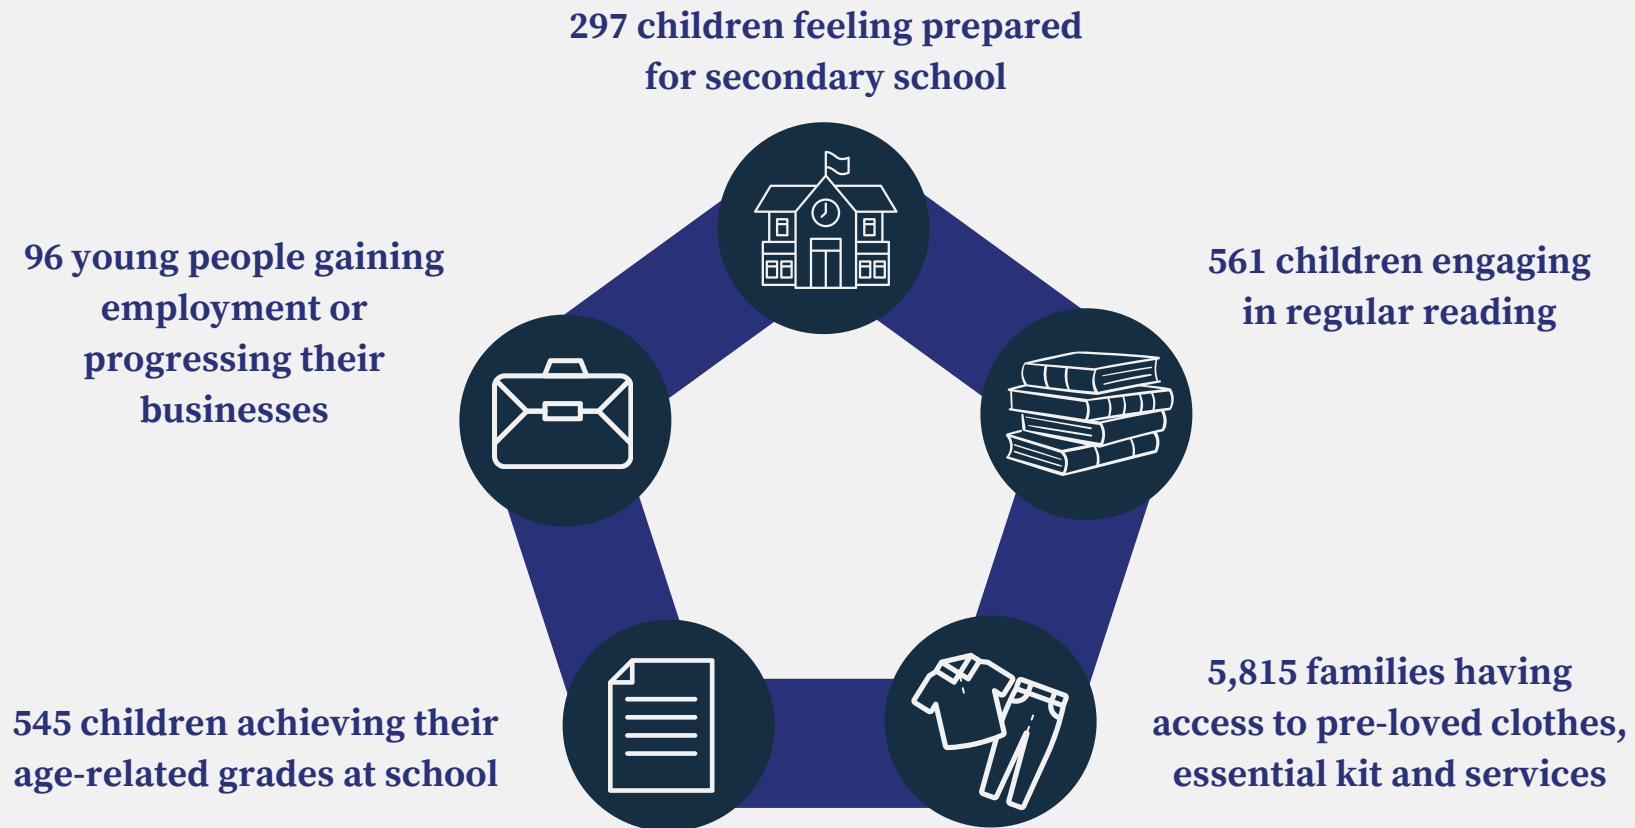 297 children feeling prepared
for secondary school
96 young people gaining
employment or
progressing their
businesses
561 children engaging
in regular reading
545 children achieving their
age-related grades at school
5,815 families having
access to pre-loved clothes,
essential kit and services